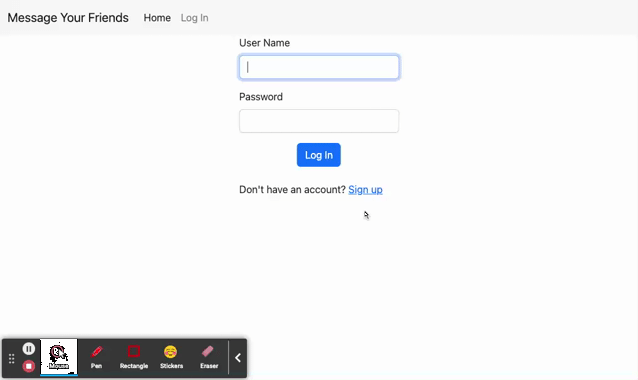 Message Your Friends Home Log In
User Name
Password
Log In
Don't have an account? Sign up
Mouse Pen Rectangle Stickers Eraser